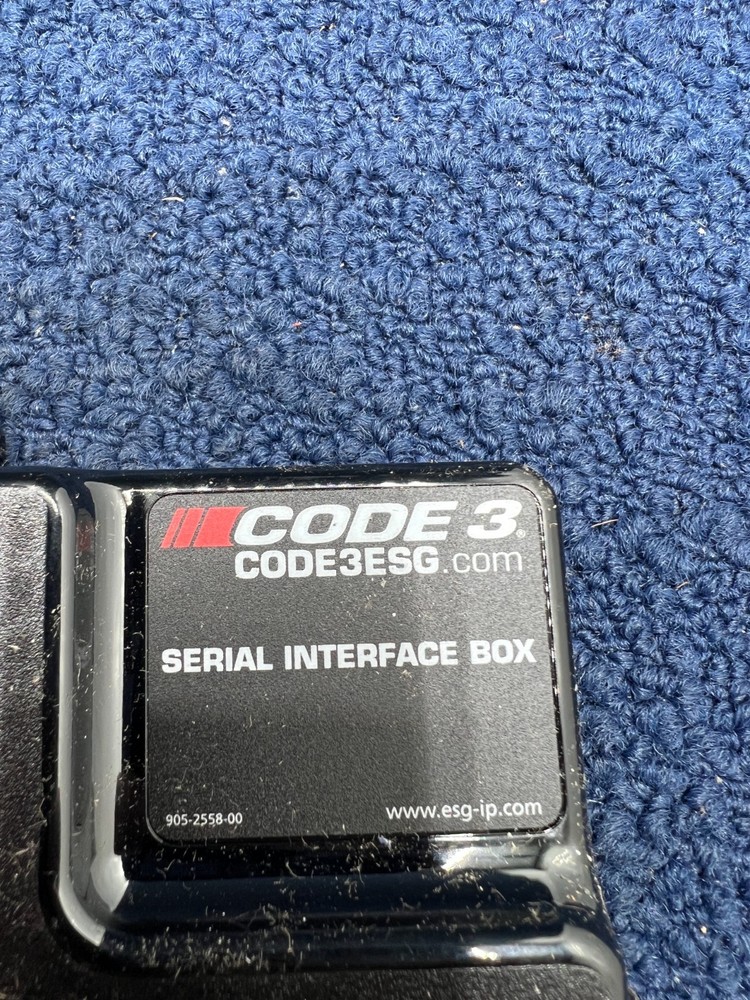 CODE 3®
CODE3ESG.com
SERIAL INTERFACE BOX
905-2558-00
www.esg-ip.com